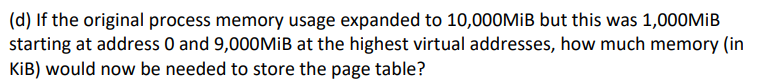 (d) If the original process memory usage expanded to 10,000MiB but this was 1,000MiB
starting at address 0 and 9,000MiB at the highest virtual addresses, how much memory (in
KiB) would now be needed to store the page table?